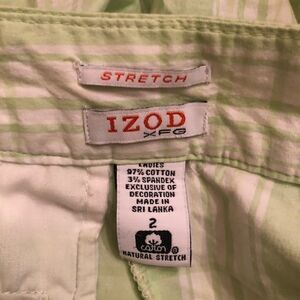 STRETCH
IZOD
XFG
LADIES
97% COTTON
3% SPANDEX
EXCLUSIVE OF
DECORATION
MADE IN
SRI LANKA
2
cotton
®
NATURAL STRETCH